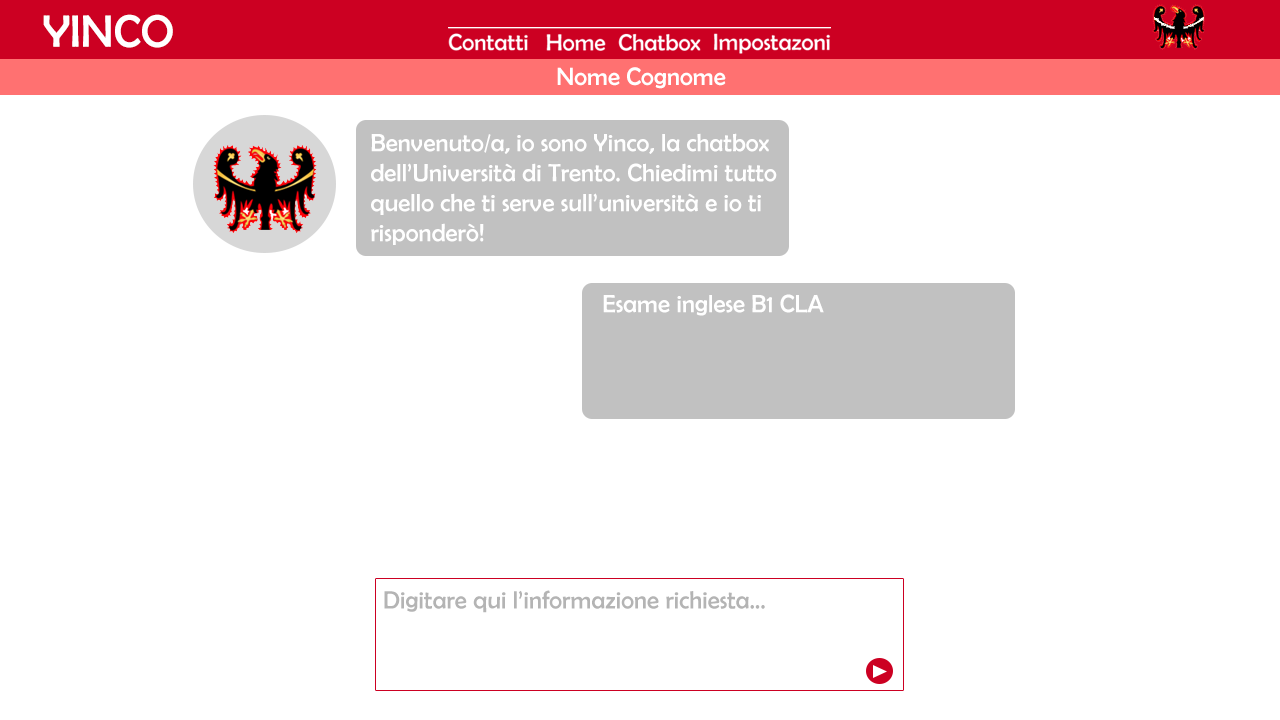 YINCO
Contatti Home Chatbox Impostazoni
Nome Cognome
Benvenuto/a, io sono Yinco, la chatbox
dell'Università di Trento. Chiedimi tutto
quello che ti serve sull'università e io ti
risponderò!
Esame inglese B1 CLA
Digitare qui l'informazione richiesta...